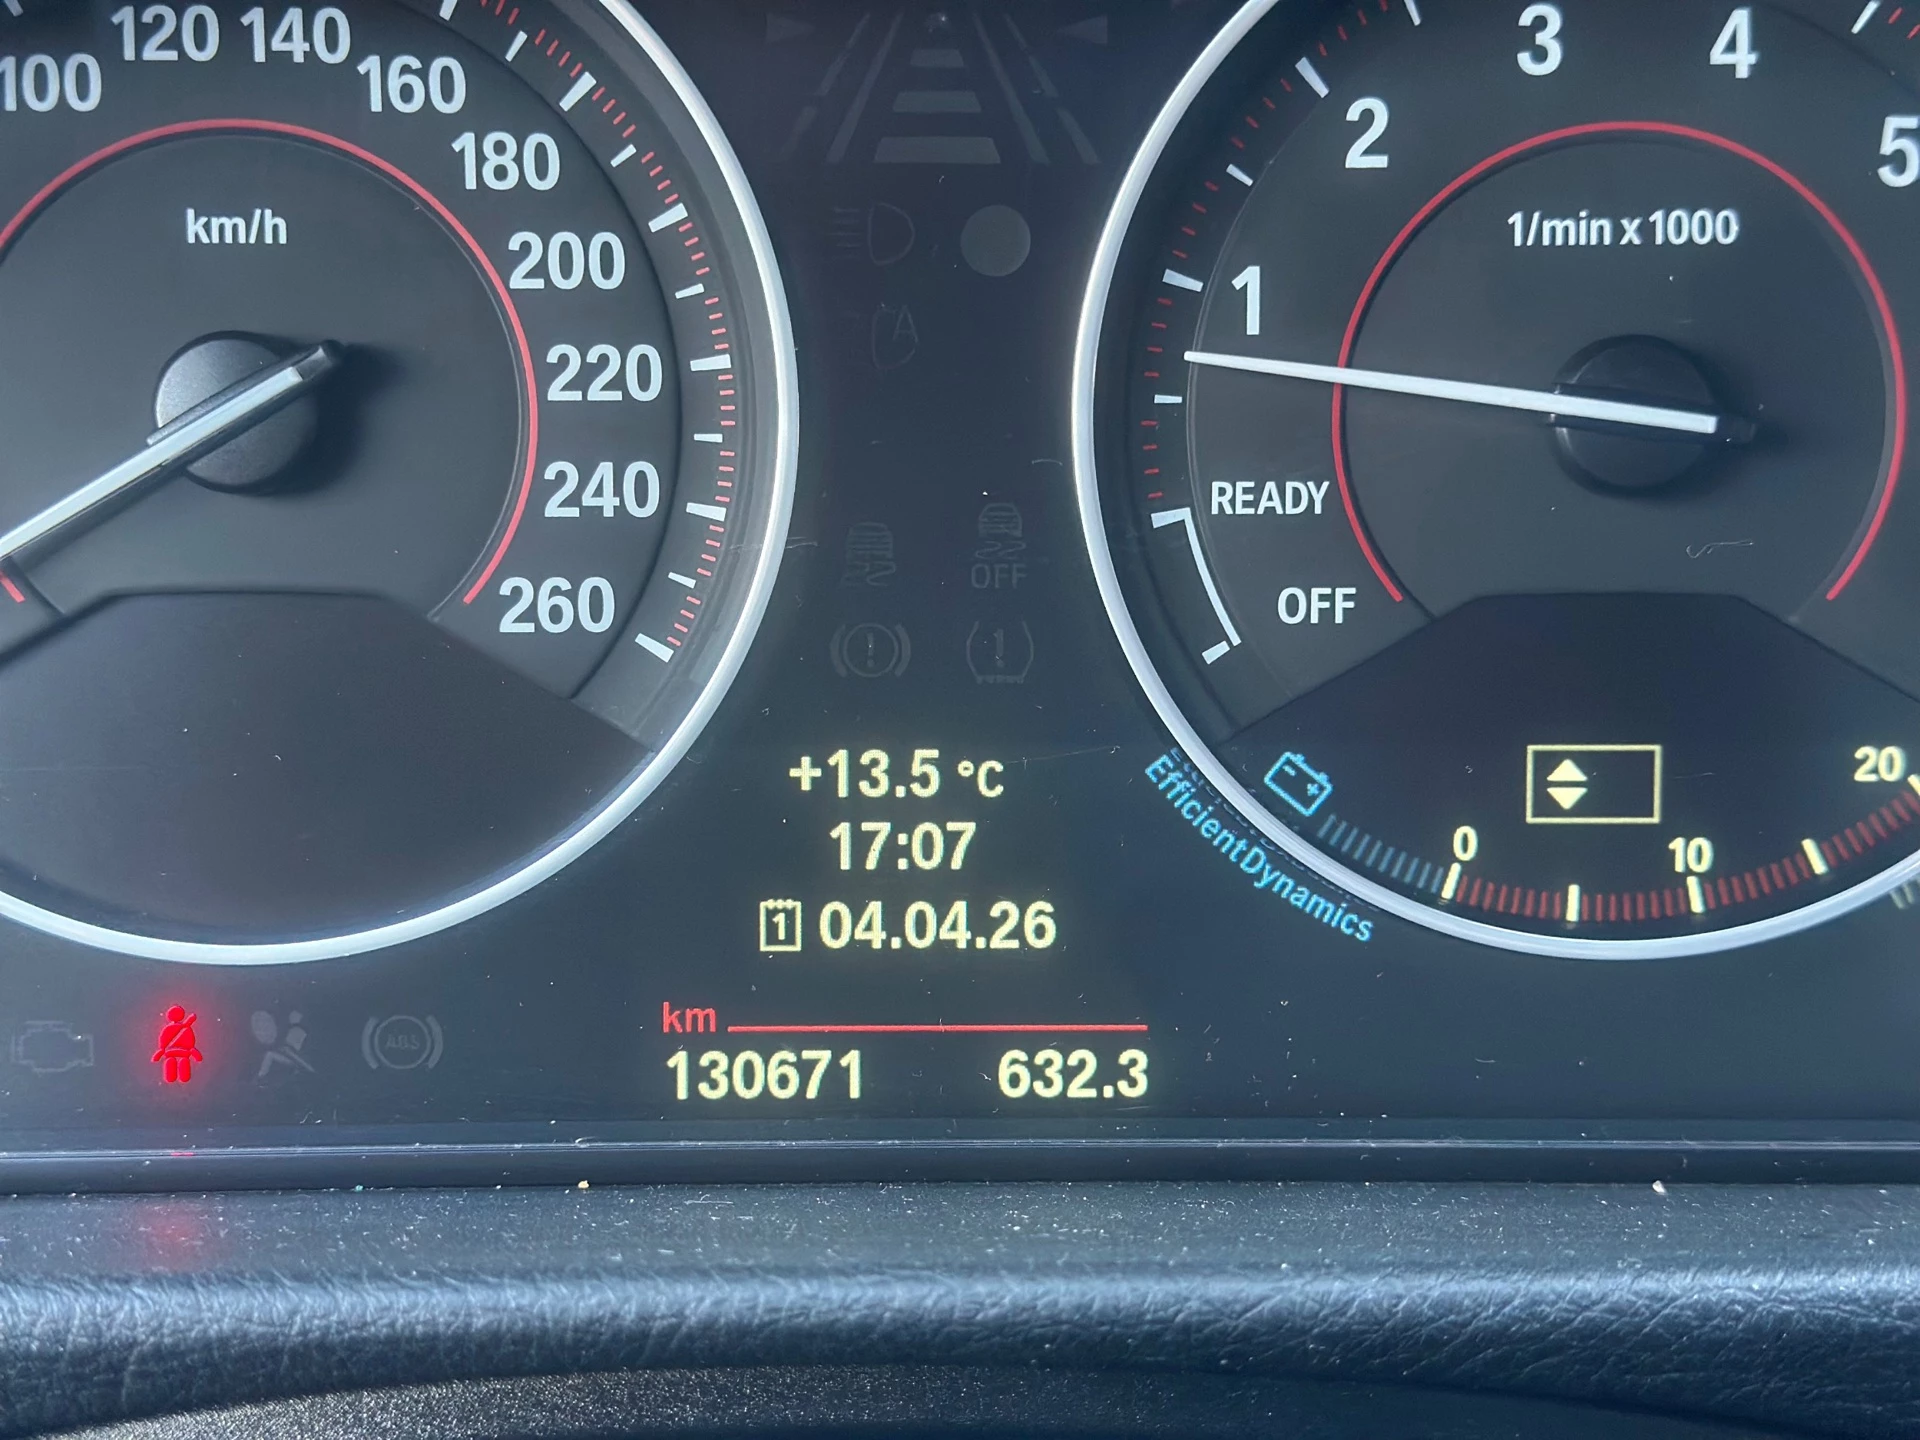 100
120
140
160
180
200
220
240
260
km/h
1
2
3
4
5
1/min x 1000
READY
OFF
A
OFF
+13.5 °C
17:07
1 04.04.26
EfficientDynamics
0
10
20
ABS
km
130671 632.3